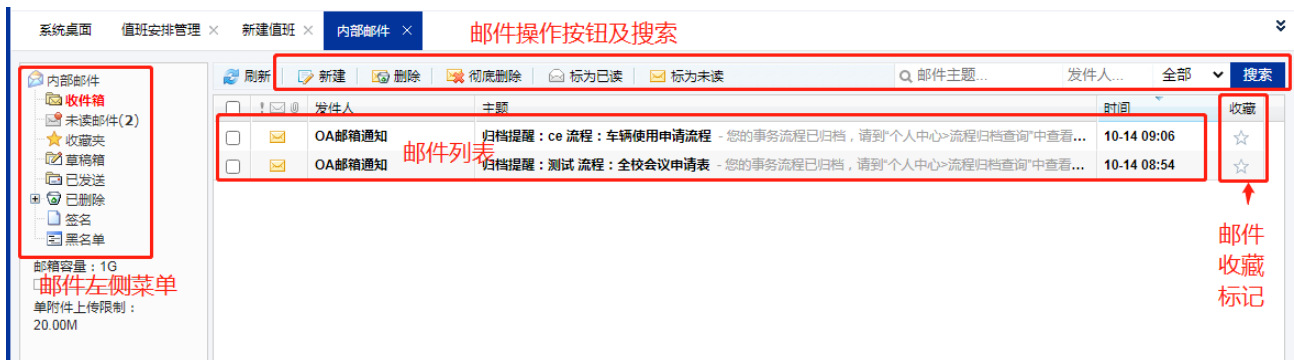 系统桌面 值班安排管理 × 新建值班 × 内部邮件 × 邮件操作按钮及搜索
刷新 新建 删除 彻底删除 标为已读 标为未读 邮件主题... 发件人... 全部 搜索
内部邮件
收件箱
未读邮件(2)
收藏夹
草稿箱
已发送
已删除
签名
黑名单
邮箱容量：1G
邮件左侧菜单
单附件上传限制：
20.00M
发件人 主题 时间 收藏
OA邮箱通知 归档提醒：ce 流程：车辆使用申请流程 - 您的事务流程已归档，请到“个人中心>流程归档查询”中查看... 10-14 09:06
邮件列表
OA邮箱通知 归档提醒：测试 流程：全校会议申请表 - 您的事务流程已归档，请到“个人中心>流程归档查询”中查看... 10-14 08:54
邮件
收藏
标记